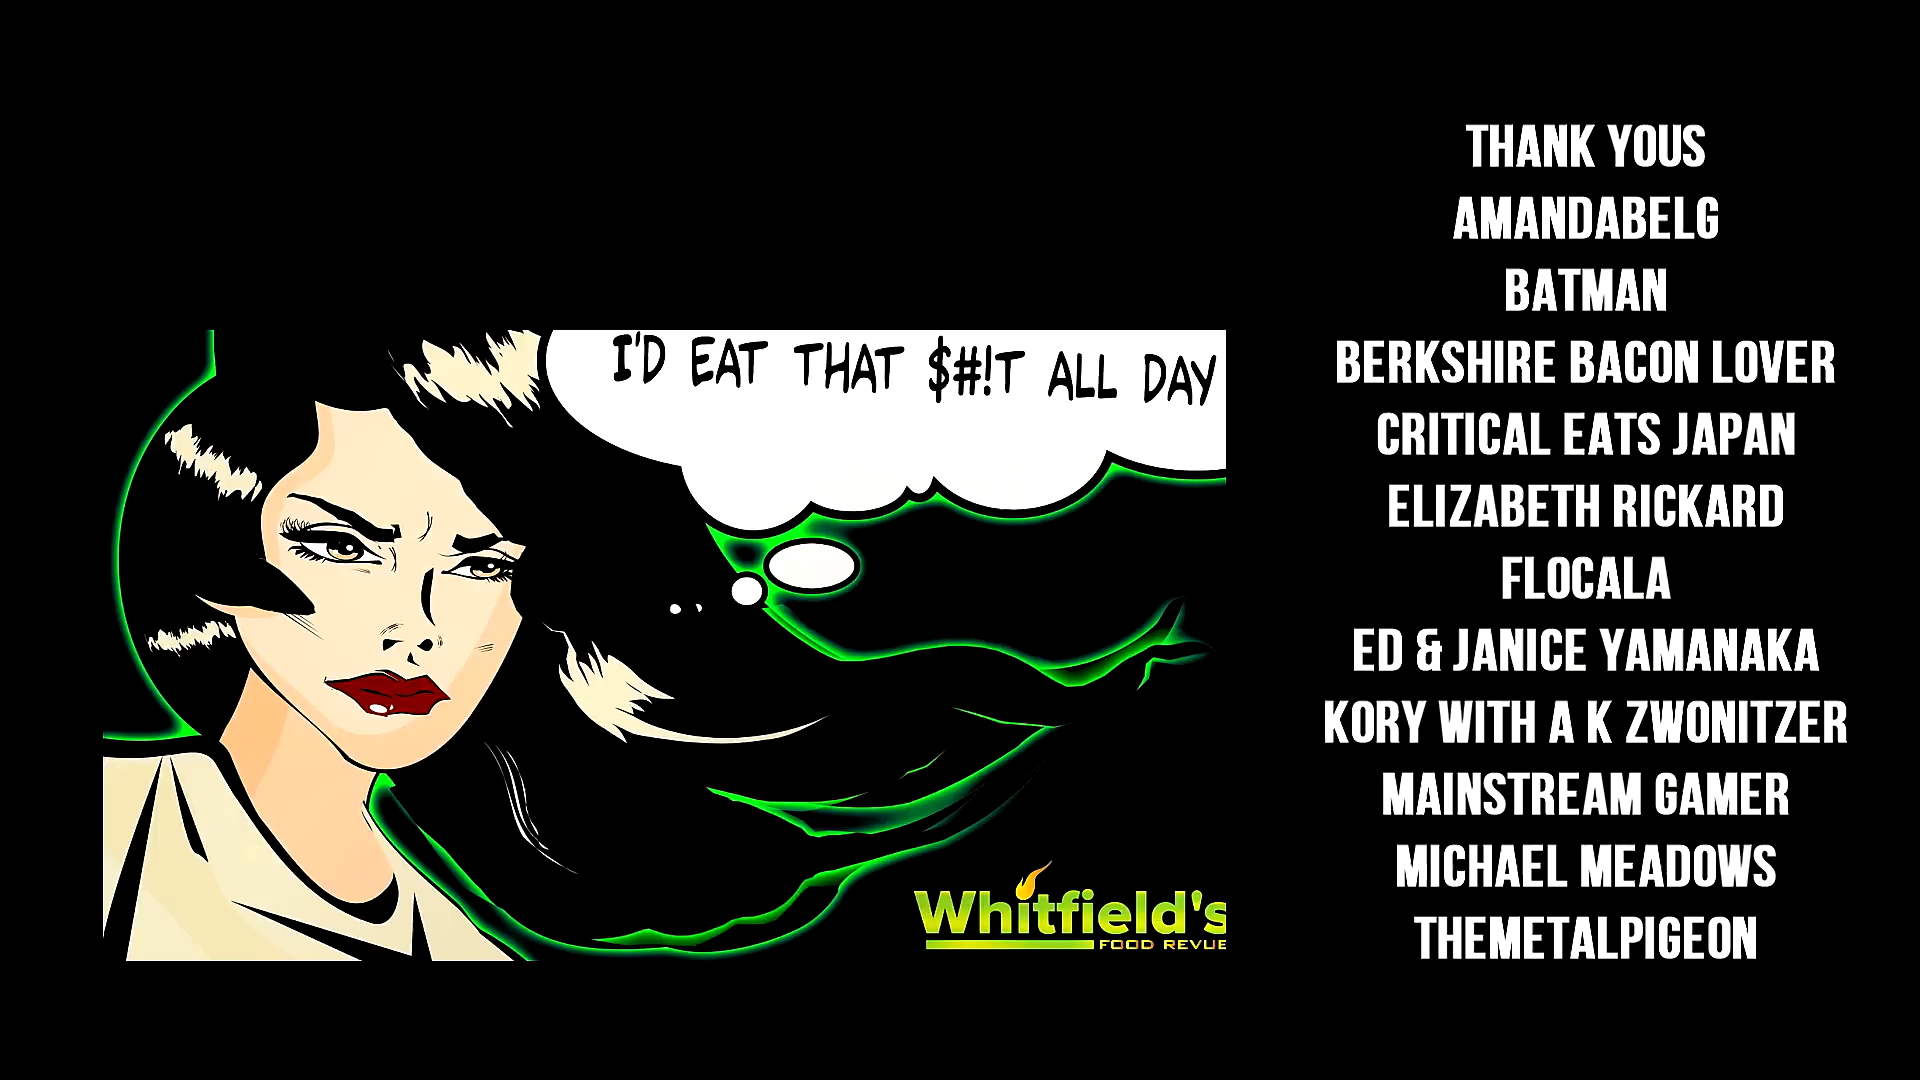 I'D EAT THAT $#!T ALL DAY
Whitfield's
FOOD REVUE
THANK YOUS
AMANDABELG
BATMAN
BERKSHIRE BACON LOVER
CRITICAL EATS JAPAN
ELIZABETH RICKARD
FLOCALA
ED & JANICE YAMANAKA
KORY WITH A K ZWONITZER
MAINSTREAM GAMER
MICHAEL MEADOWS
THEMETALPIGEON